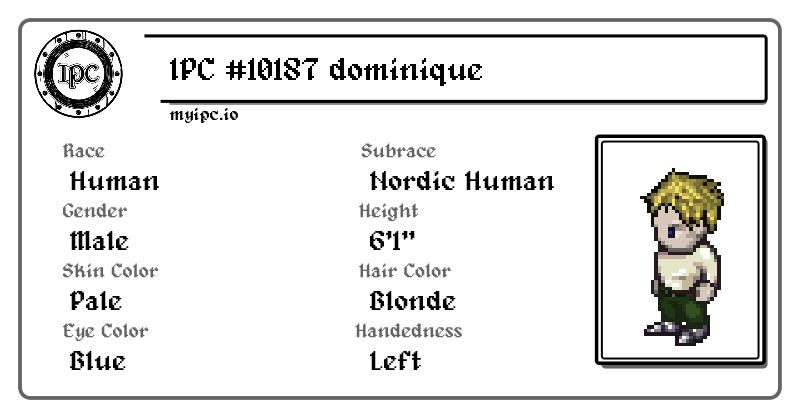 IPC
IPC #10187 dominique
myipc.io
Race
Human
Subrace
Nordic Human
Gender
Male
Height
6'1"
Skin Color
Pale
Hair Color
Blonde
Eye Color
Blue
Handedness
Left